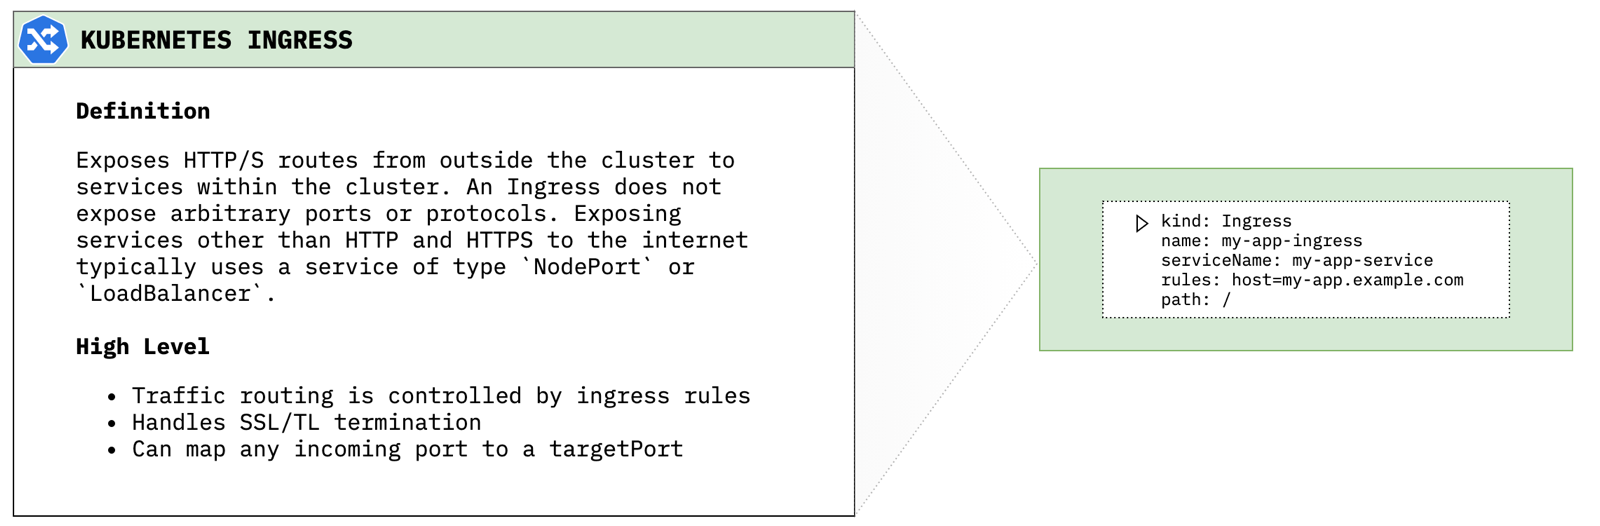 KUBERNETES INGRESS
Definition
Exposes HTTP/S routes from outside the cluster to
services within the cluster. An Ingress does not
expose arbitrary ports or protocols. Exposing
services other than HTTP and HTTPS to the internet
typically uses a service of type `NodePort` or
`LoadBalancer`.
High Level
• Traffic routing is controlled by ingress rules
• Handles SSL/TL termination
• Can map any incoming port to a targetPort
kind: Ingress
name: my-app-ingress
serviceName: my-app-service
rules: host=my-app.example.com
path: /